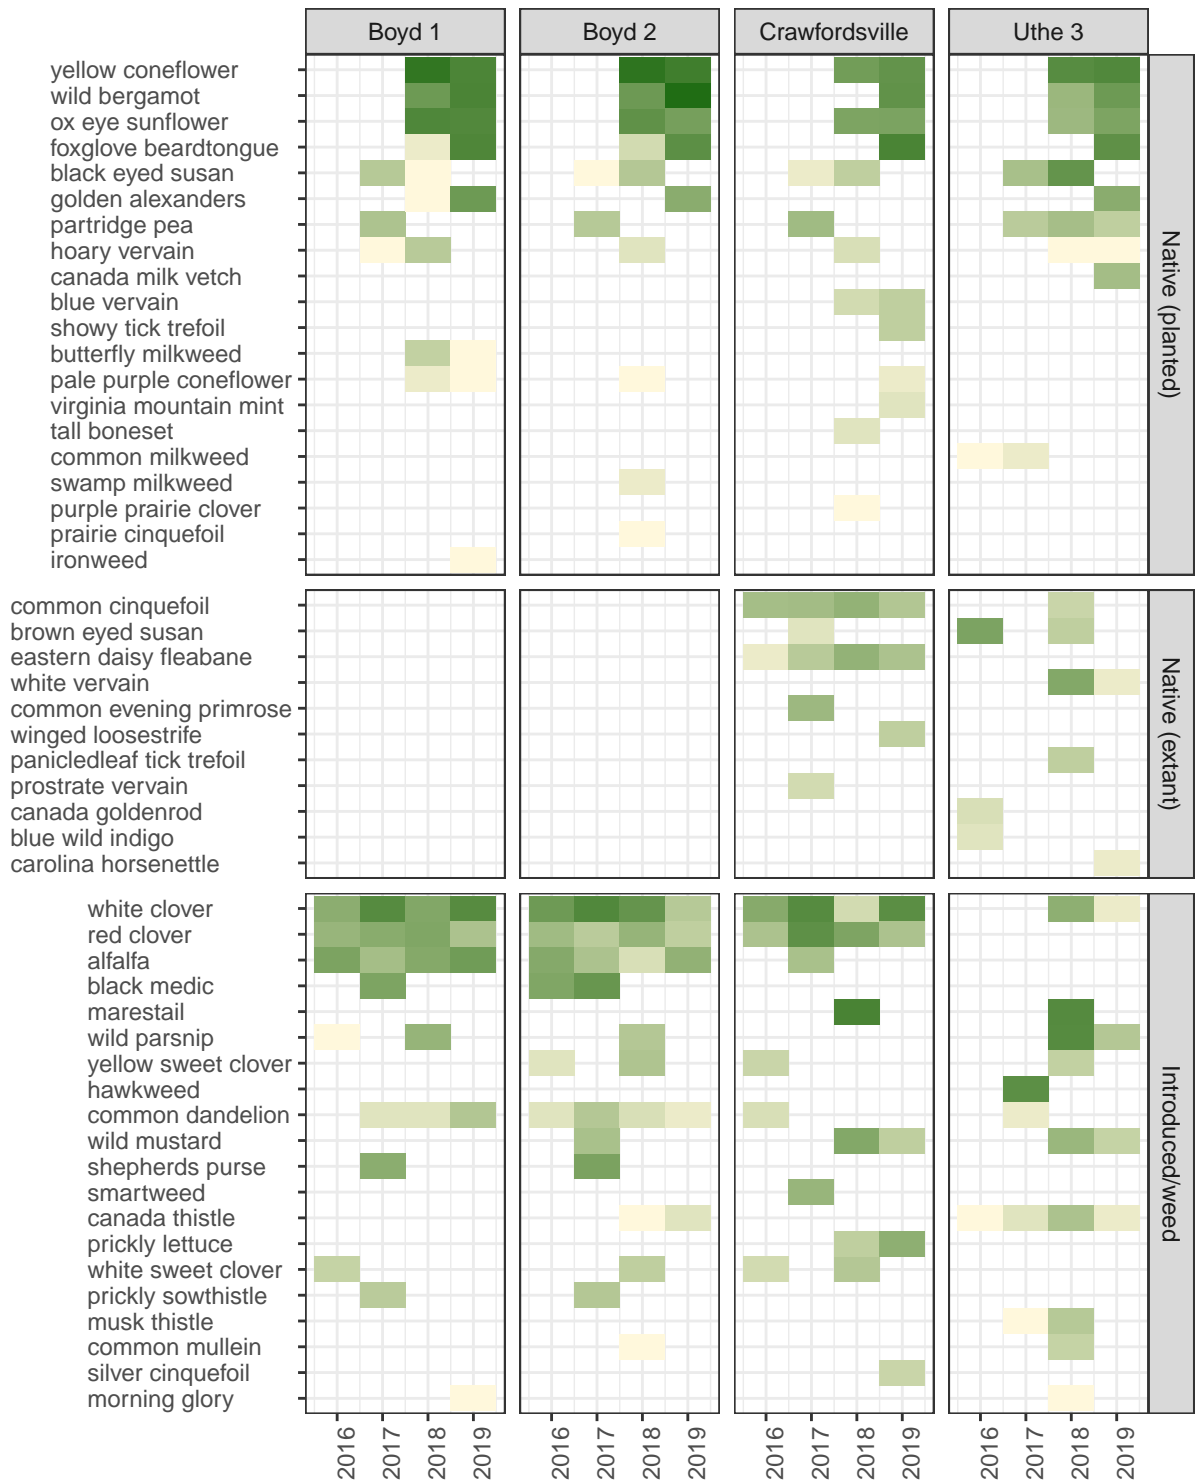 Boyd 1 Boyd 2 Crawfordsville Uthe 3
yellow coneflower
wild bergamot
ox eye sunflower
foxglove beardtongue
black eyed susan
golden alexanders
partridge pea
hoary vervain
canada milk vetch
blue vervain
showy tick trefoil
butterfly milkweed
pale purple coneflower
virginia mountain mint
tall boneset
common milkweed
swamp milkweed
purple prairie clover
prairie cinquefoil
ironweed
Native (planted)
common cinquefoil
brown eyed susan
eastern daisy fleabane
white vervain
common evening primrose
winged loosestrife
panicledleaf tick trefoil
prostrate vervain
canada goldenrod
blue wild indigo
carolina horsenettle
Native (extant)
white clover
red clover
alfalfa
black medic
marestail
wild parsnip
yellow sweet clover
hawkweed
common dandelion
wild mustard
shepherds purse
smartweed
canada thistle
prickly lettuce
white sweet clover
prickly sowthistle
musk thistle
common mullein
silver cinquefoil
morning glory
Introduced/weed
2016 2017 2018 2019 2016 2017 2018 2019 2016 2017 2018 2019 2016 2017 2018 2019